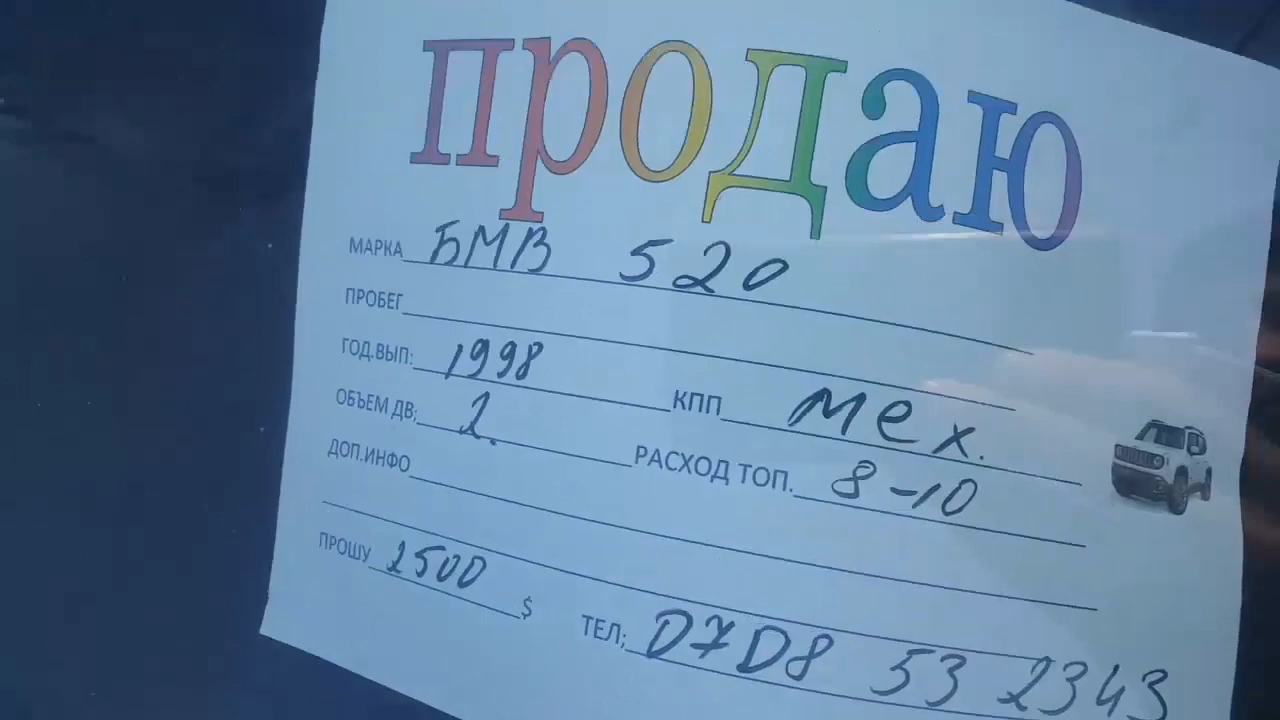 продаю
МАРКА БМВ 520
ПРОБЕГ
ГОД.ВЫП: 1998 КПП мех.
ОБЪЕМ ДВ; 2. РАСХОД ТОП. 8-10
ДОП.ИНФО
ПРОШУ 2500 $ ТЕЛ; 0708 53 2343